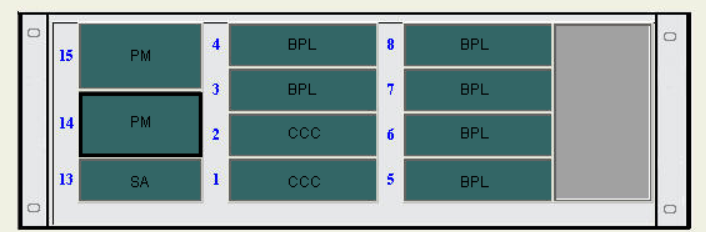 15 PM 4 BPL 8 BPL
3 BPL 7 BPL
14 PM 2 CCC 6 BPL
13 SA 1 CCC 5 BPL